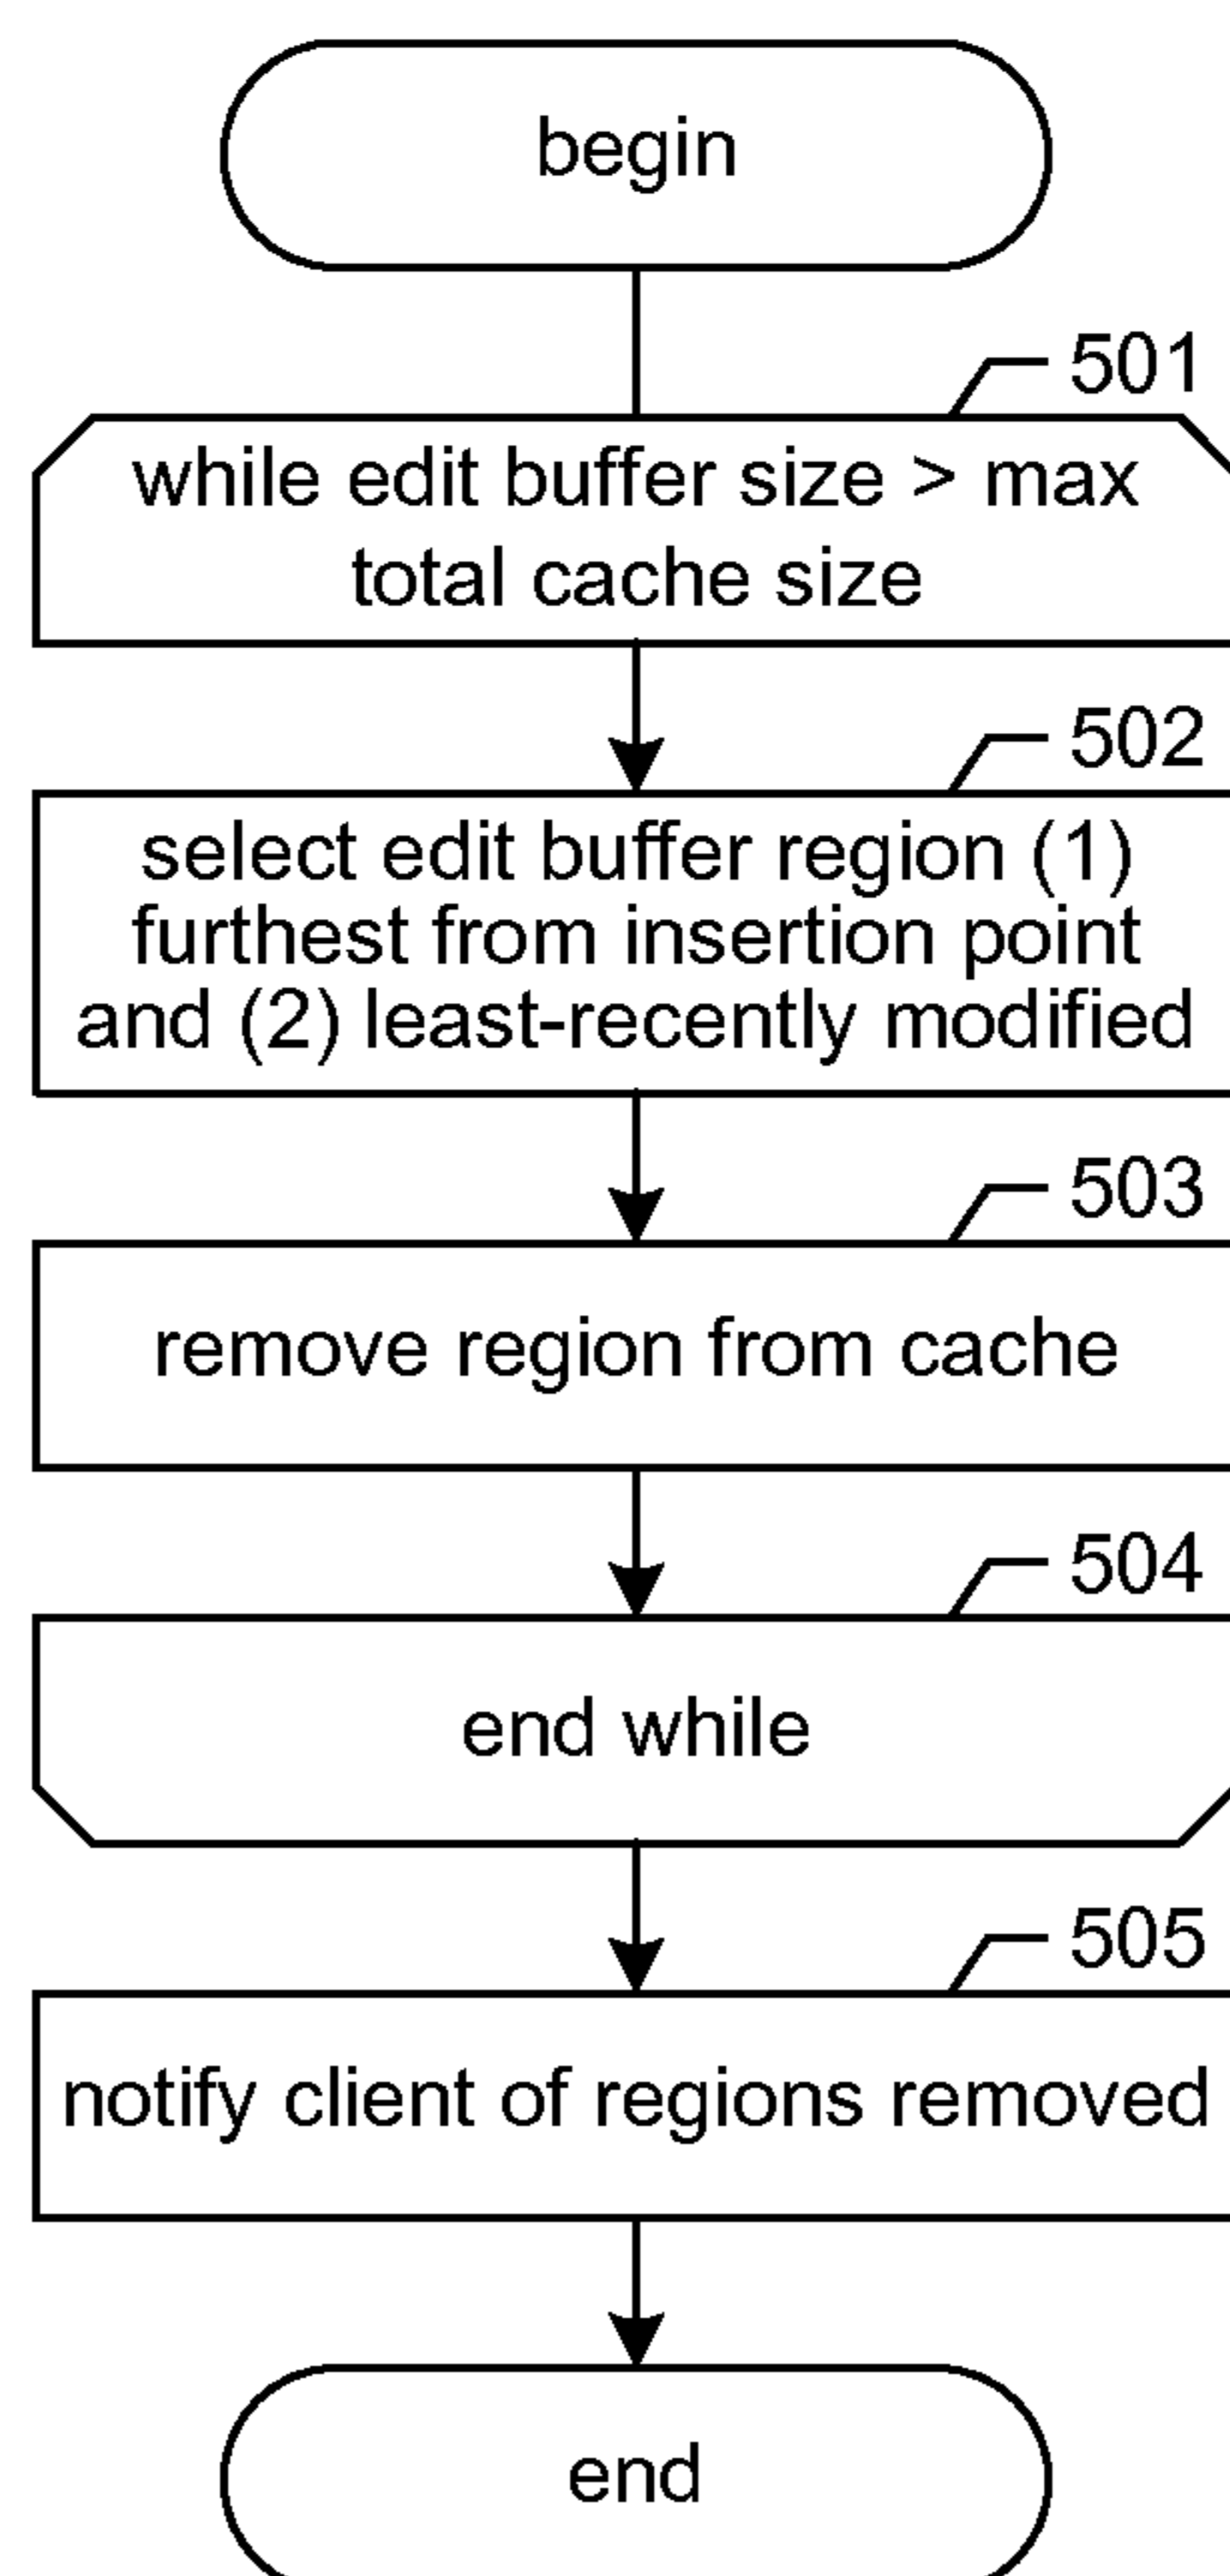 begin
501
while edit buffer size > max
total cache size
502
select edit buffer region (1)
furthest from insertion point
and (2) least-recently modified
503
remove region from cache
504
end while
505
notify client of regions removed
end